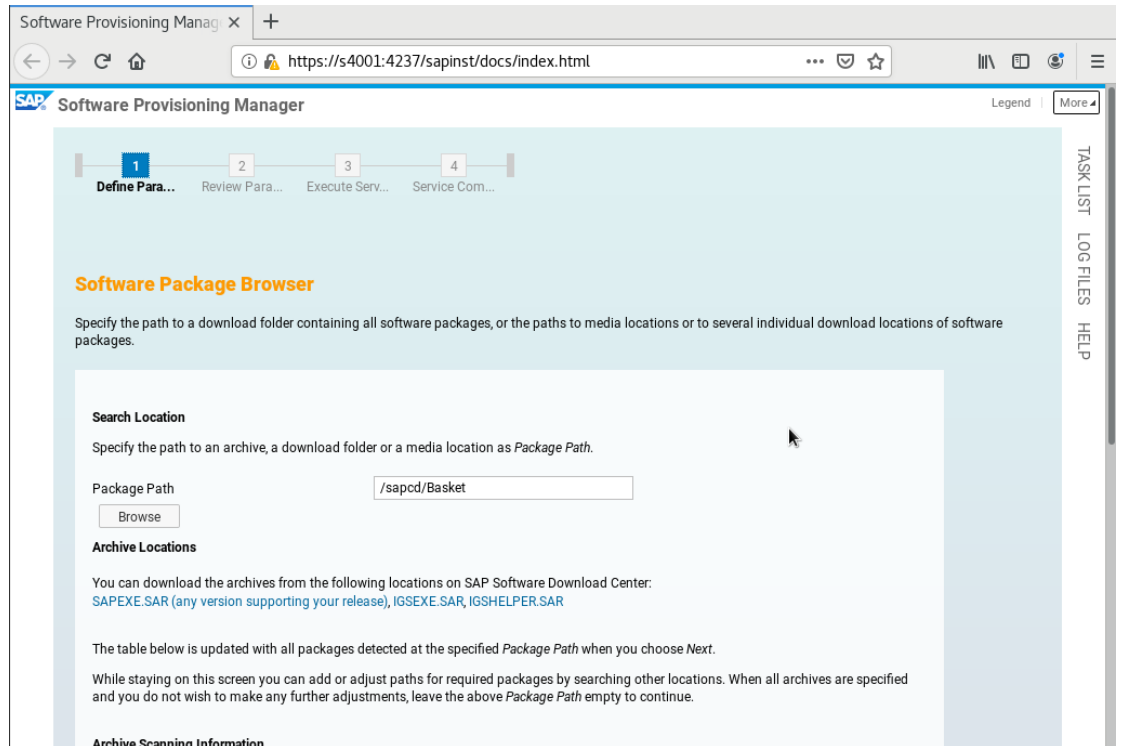 Software Provisioning Manag
https://s4001:4237/sapinst/docs/index.html
SAP Software Provisioning Manager
Legend
More
1
2
3
4
Define Para...
Review Para...
Execute Serv...
Service Com...
TASK LIST
LOG FILES
HELP
Software Package Browser
Specify the path to a download folder containing all software packages, or the paths to media locations or to several individual download locations of software
packages.
Search Location
Specify the path to an archive, a download folder or a media location as Package Path.
Package Path
/sapcd/Basket
Browse
Archive Locations
You can download the archives from the following locations on SAP Software Download Center:
SAPEXE.SAR (any version supporting your release), IGSEXE.SAR, IGSHELPER.SAR
The table below is updated with all packages detected at the specified Package Path when you choose Next.
While staying on this screen you can add or adjust paths for required packages by searching other locations. When all archives are specified
and you do not wish to make any further adjustments, leave the above Package Path empty to continue.
Archive Scanning Information